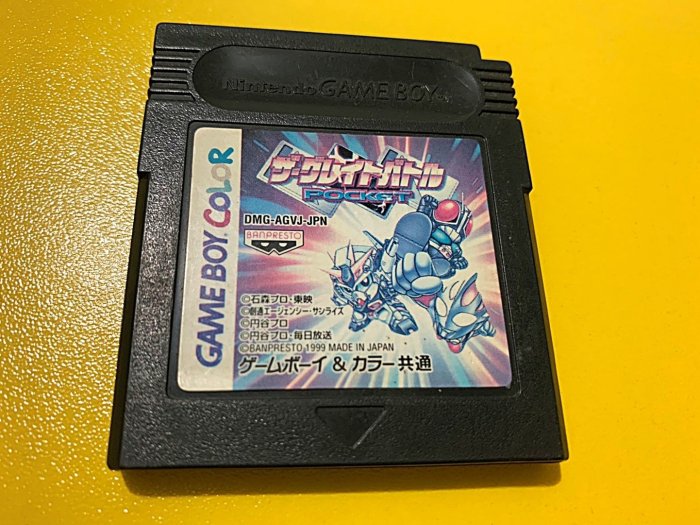 Nintendo GAME BOY
GAME BOY COLOR
ザ・グレイトバトル
POCKET
DMG-AGVJ-JPN
BANPRESTO
©石森プロ・東映
©創通エージェンシー・サンライズ
©円谷プロ
©円谷プロ・毎日放送
©BANPRESTO 1999 MADE IN JAPAN
ゲームボーイ & カラー共通